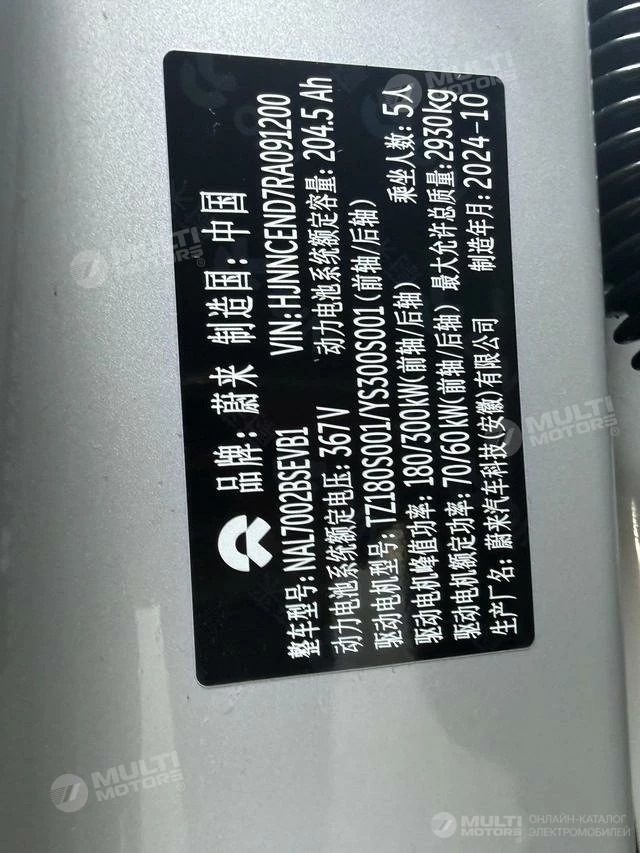 品牌: 蔚来 制造国: 中国
整车型号: NAL7002BSEVB1 VIN: HJNNCEND7RA091200
动力电池系统额定电压: 367V 动力电池系统额定容量: 204.5 Ah
驱动电机型号: TZ180S001/YS300S001 (前轴/后轴)
驱动电机峰值功率: 180/300kW(前轴/后轴) 乘坐人数: 5人
驱动电机额定功率: 70/60kW(前轴/后轴) 最大允许总质量: 2930kg
生产厂名: 蔚来汽车科技(安徽)有限公司 制造年月: 2024-10
MULTI MOTORS®
MULTI MOTORS
MULTI MOTORS
MULTI MOTORS®
MULTI MOTORS ОНЛАЙН-КАТАЛОГ ЭЛЕКТРОМОБИЛЕЙ